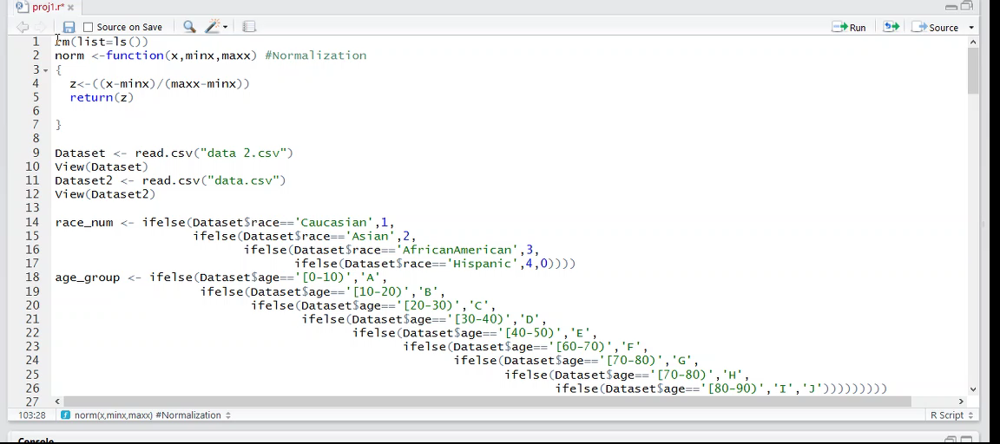 proj1.r*
Source on Save
Run
Source
1 rm(list=ls())
2 norm <-function(x,minx,maxx) #Normalization
3 {
4   z<-((x-minx)/(maxx-minx))
5   return(z)
6
7 }
8
9 Dataset <- read.csv("data 2.csv")
10 View(Dataset)
11 Dataset2 <- read.csv("data.csv")
12 View(Dataset2)
13
14 race_num <- ifelse(Dataset$race=='Caucasian',1,
15                    ifelse(Dataset$race=='Asian',2,
16                           ifelse(Dataset$race=='AfricanAmerican',3,
17                                  ifelse(Dataset$race=='Hispanic',4,0))))
18 age_group <- ifelse(Dataset$age=='[0-10)','A',
19                     ifelse(Dataset$age=='[10-20)','B',
20                            ifelse(Dataset$age=='[20-30)','C',
21                                   ifelse(Dataset$age=='[30-40)','D',
22                                          ifelse(Dataset$age=='[40-50)','E',
23                                                 ifelse(Dataset$age=='[60-70)','F',
24                                                        ifelse(Dataset$age=='[70-80)','G',
25                                                               ifelse(Dataset$age=='[70-80)','H',
26                                                                      ifelse(Dataset$age=='[80-90)','I','J')))))))))
27
103:28
norm(x,minx,maxx) #Normalization
R Script
Console